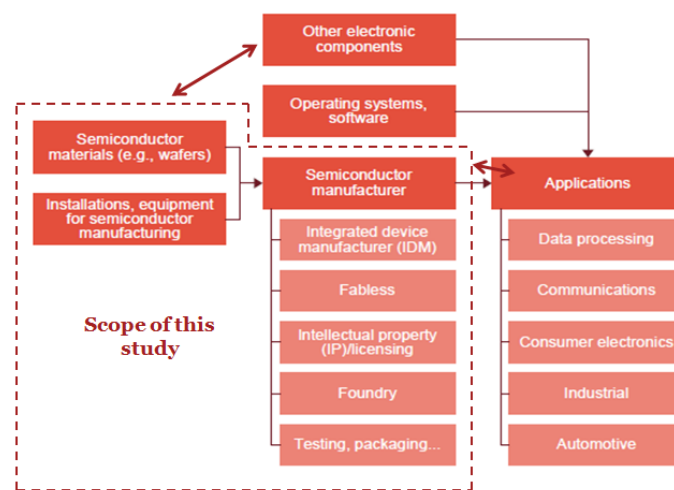 Other electronic
components
Operating systems,
software
Semiconductor
materials (e.g., wafers)
Installations, equipment
for semiconductor
manufacturing
Semiconductor
manufacturer
Applications
Integrated device
manufacturer (IDM)
Fabless
Intellectual property
(IP)/licensing
Foundry
Testing, packaging...
Data processing
Communications
Consumer electronics
Industrial
Automotive
Scope of this
study